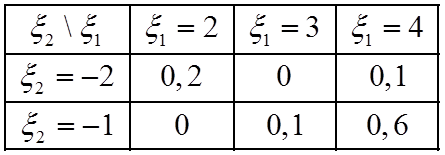 ξ₂ \ ξ₁ ξ₁ = 2 ξ₁ = 3 ξ₁ = 4
ξ₂ = −2 0,2 0 0,1
ξ₂ = −1 0 0,1 0,6